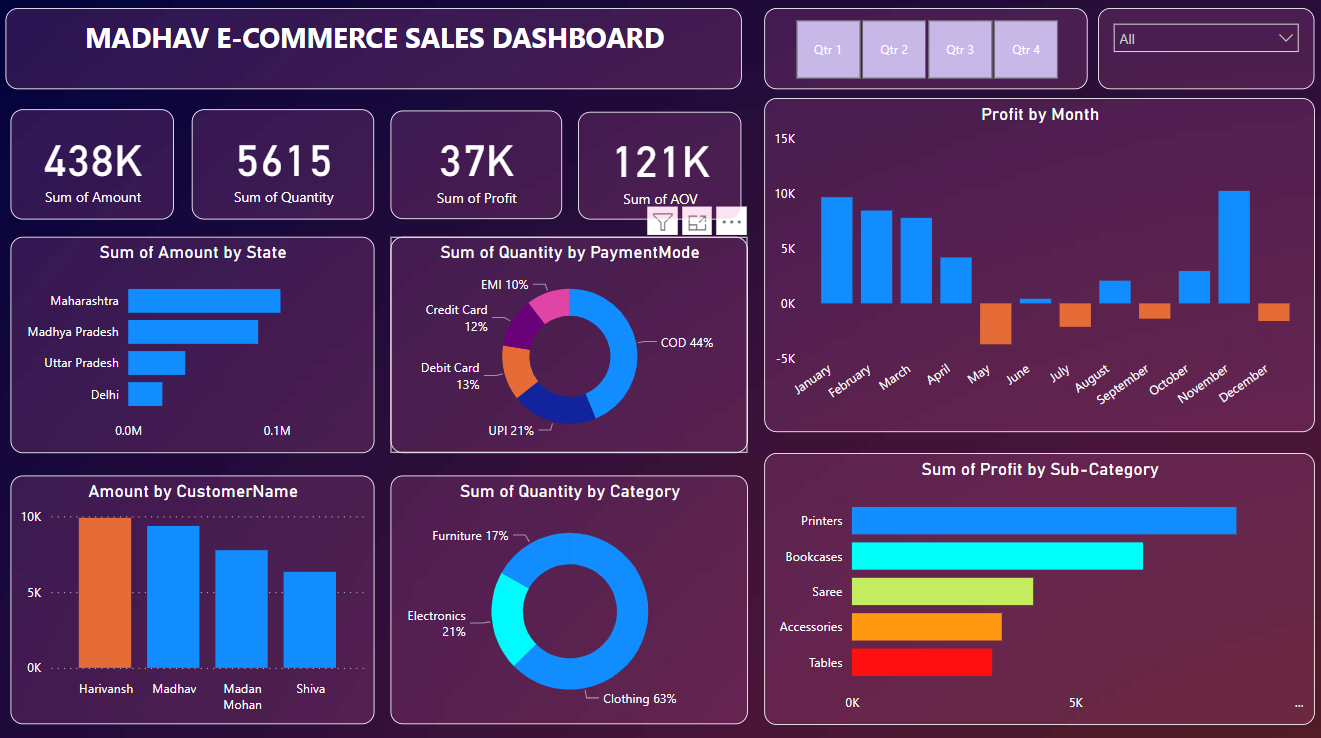 MADHAV E-COMMERCE SALES DASHBOARD
Qtr 1
Qtr 2
Qtr 3
Qtr 4
All
438K
Sum of Amount
5615
Sum of Quantity
37K
Sum of Profit
121K
Sum of AOV
Profit by Month
15K
10K
5K
0K
-5K
January
February
March
April
May
June
July
August
September
October
November
December
Sum of Amount by State
Maharashtra
Madhya Pradesh
Uttar Pradesh
Delhi
0.0M
0.1M
Sum of Quantity by PaymentMode
EMI 10%
Credit Card
12%
Debit Card
13%
UPI 21%
COD 44%
Amount by CustomerName
10K
5K
0K
Harivansh
Madhav
Madan
Mohan
Shiva
Sum of Quantity by Category
Furniture 17%
Electronics
21%
Clothing 63%
Sum of Profit by Sub-Category
Printers
Bookcases
Saree
Accessories
Tables
0K
5K
...